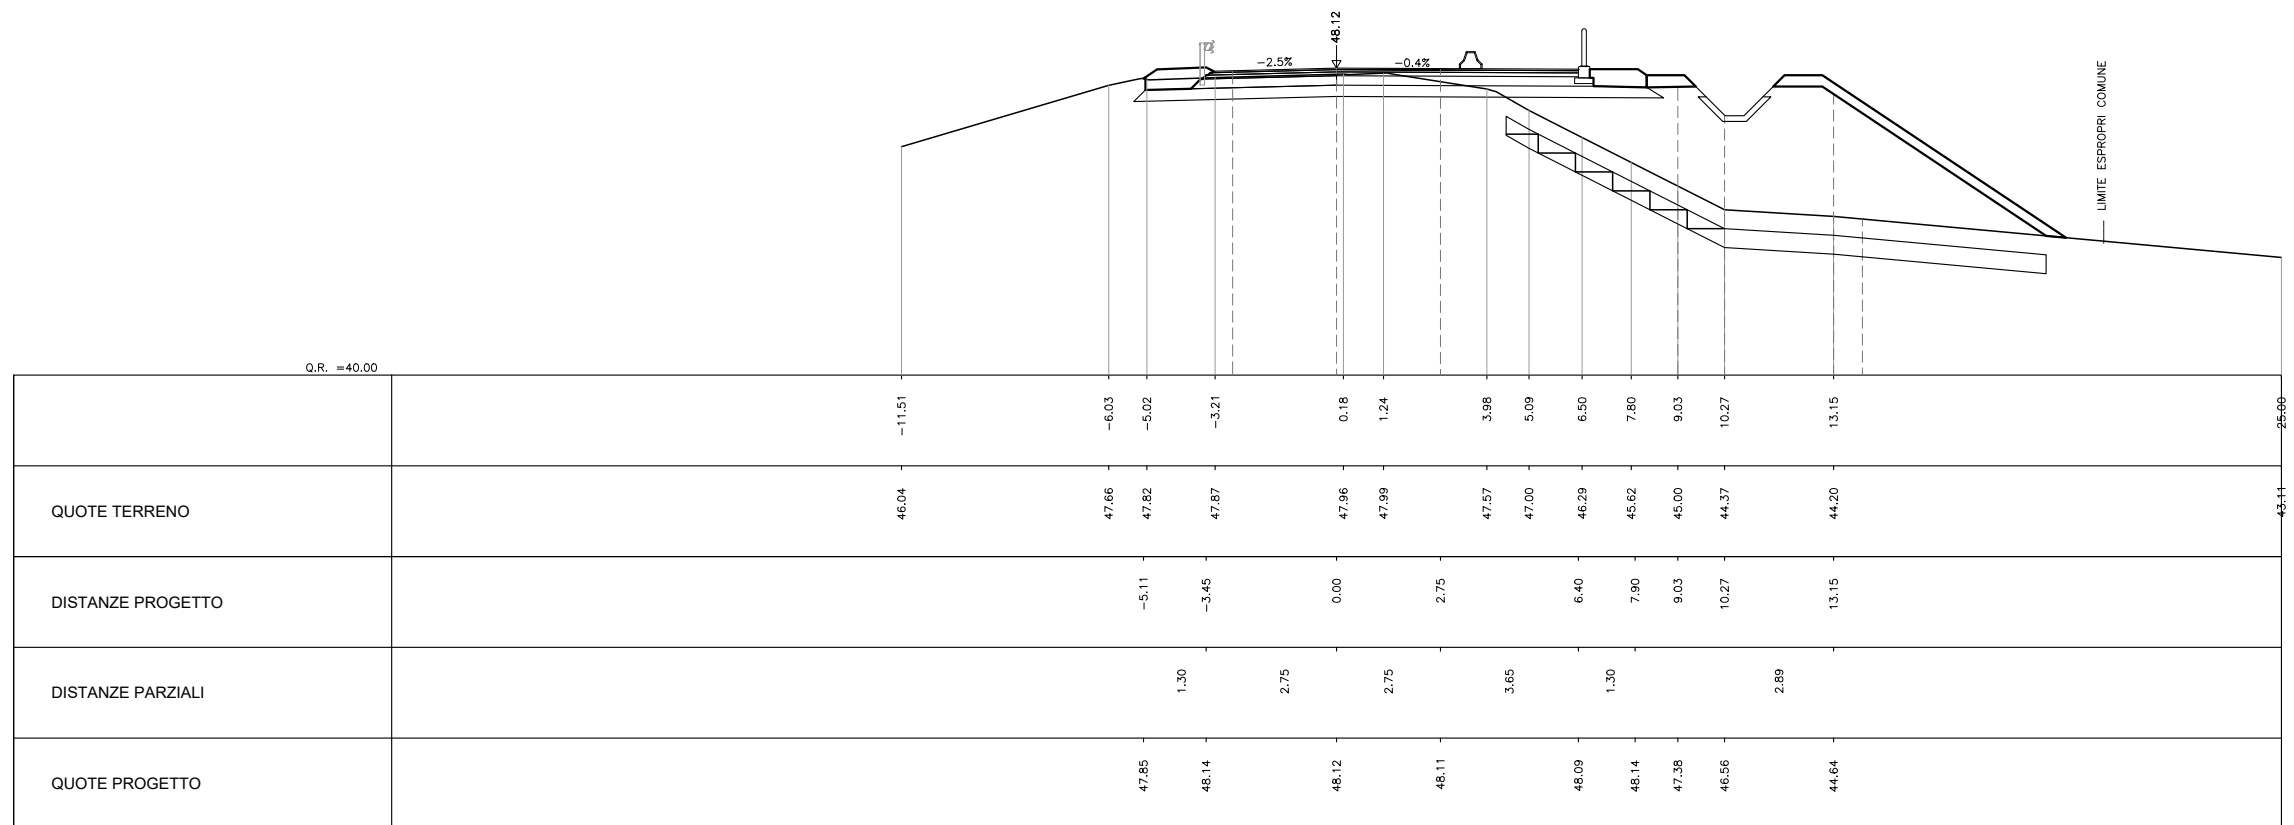 48.12
-2.5%
-0.4%
LIMITE ESPROPRI COMUNE
Q.R. =40.00
-11.51 -6.03 -5.02 -3.21 0.18 1.24 3.98 5.09 6.50 7.80 9.03 10.27 13.15 25.00
QUOTE TERRENO 46.04 47.66 47.82 47.87 47.96 47.99 47.57 47.00 46.29 45.62 45.00 44.37 44.20 43.11
DISTANZE PROGETTO -5.11 -3.45 0.00 2.75 6.40 7.90 9.03 10.27 13.15
DISTANZE PARZIALI 1.30 2.75 2.75 3.65 1.30 2.89
QUOTE PROGETTO 47.85 48.14 48.12 48.11 48.09 48.14 47.38 46.56 44.64